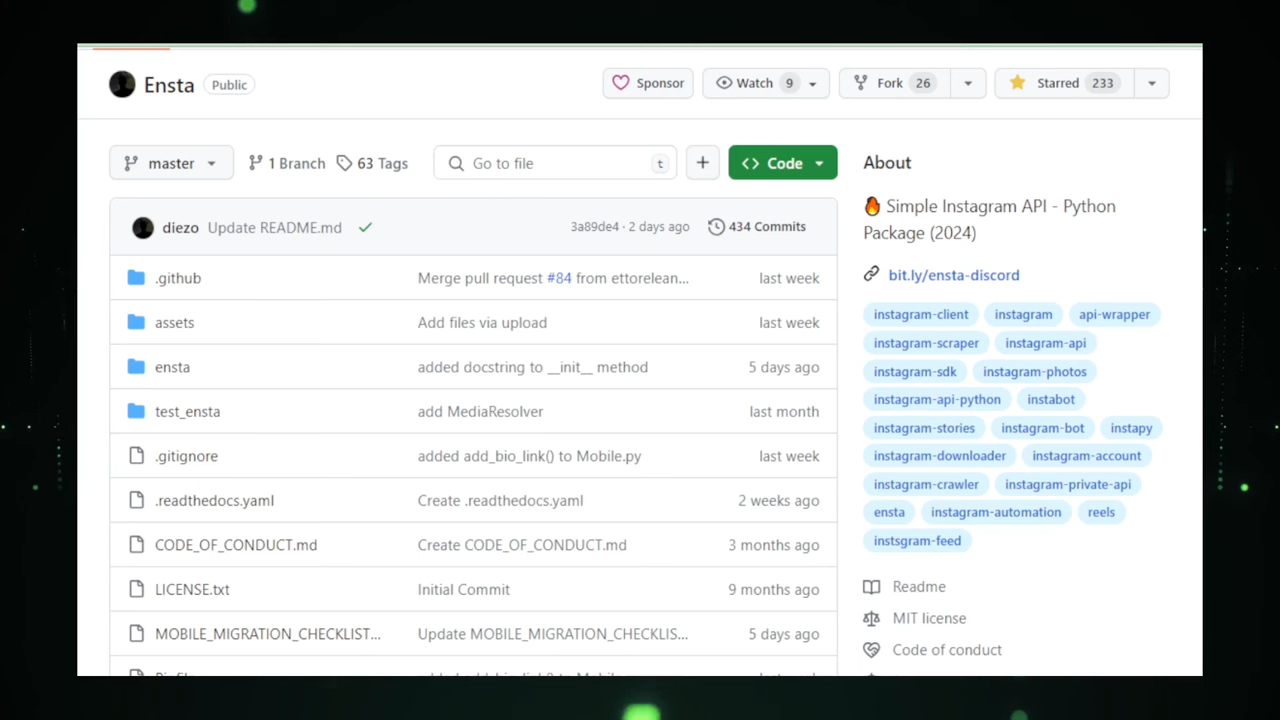 Ensta Public Sponsor Watch 9 Fork 26 Starred 233
master 1 Branch 63 Tags Go to file t + <> Code
diezo Update README.md 3a89de4 · 2 days ago 434 Commits
.github Merge pull request #84 from ettorelean... last week
assets Add files via upload last week
ensta added docstring to __init__ method 5 days ago
test_ensta add MediaResolver last month
.gitignore added add_bio_link() to Mobile.py last week
.readthedocs.yaml Create .readthedocs.yaml 2 weeks ago
CODE_OF_CONDUCT.md Create CODE_OF_CONDUCT.md 3 months ago
LICENSE.txt Initial Commit 9 months ago
MOBILE_MIGRATION_CHECKLIST... Update MOBILE_MIGRATION_CHECKLIS... 5 days ago
About
🔥 Simple Instagram API - Python
Package (2024)
bit.ly/ensta-discord
instagram-client instagram api-wrapper
instagram-scraper instagram-api
instagram-sdk instagram-photos
instagram-api-python instabot
instagram-stories instagram-bot instapy
instagram-downloader instagram-account
instagram-crawler instagram-private-api
ensta instagram-automation reels
instsgram-feed
Readme
MIT license
Code of conduct